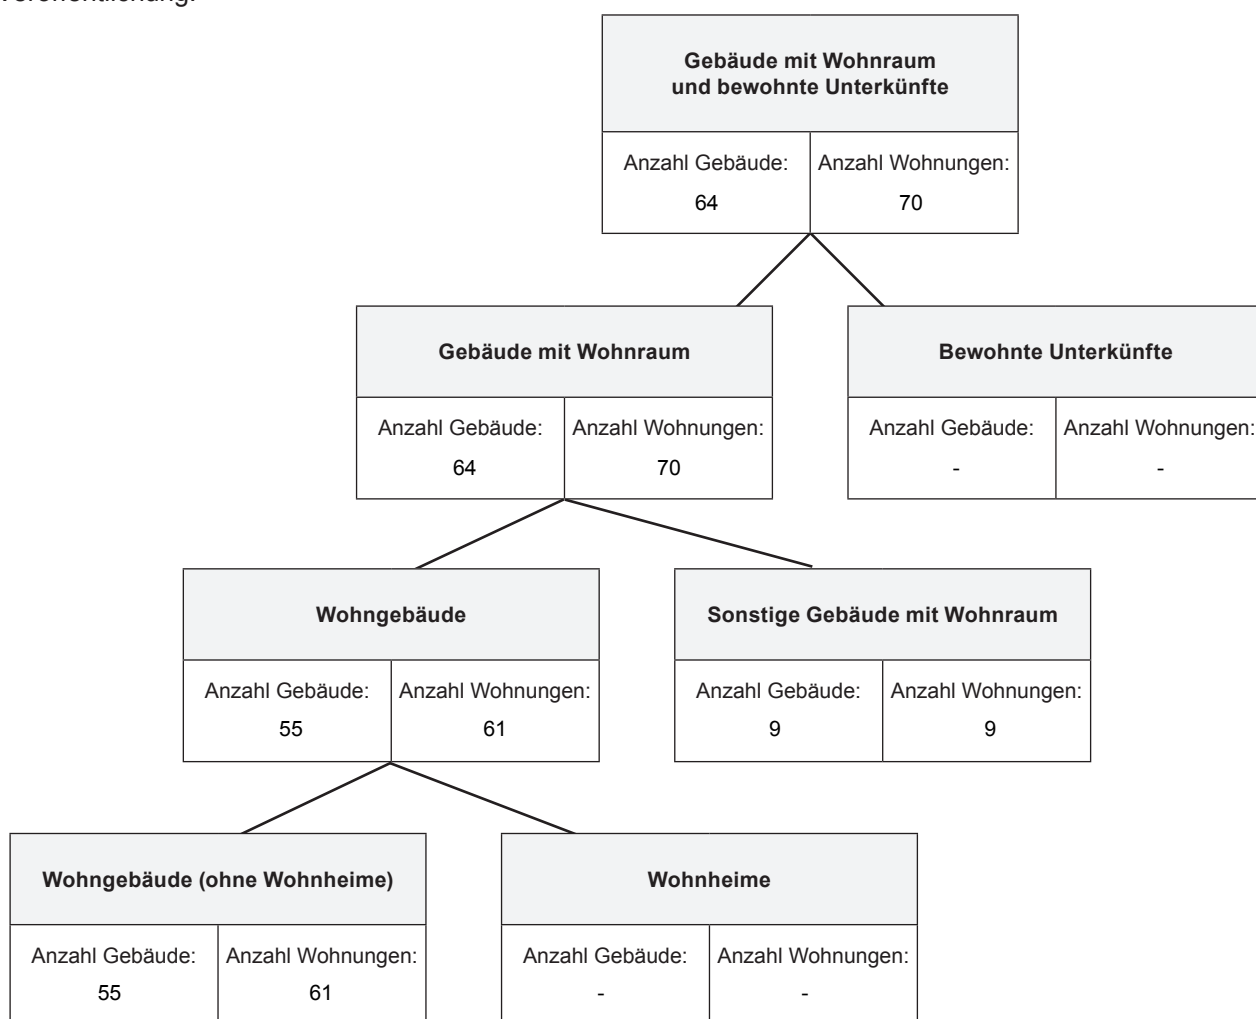 Veröffentlichung.
Gebäude mit Wohnraum
und bewohnte Unterkünfte
Anzahl Gebäude: Anzahl Wohnungen:
64 70
Gebäude mit Wohnraum
Anzahl Gebäude: Anzahl Wohnungen:
64 70
Bewohnte Unterkünfte
Anzahl Gebäude: Anzahl Wohnungen:
- -
Wohngebäude
Anzahl Gebäude: Anzahl Wohnungen:
55 61
Sonstige Gebäude mit Wohnraum
Anzahl Gebäude: Anzahl Wohnungen:
9 9
Wohngebäude (ohne Wohnheime)
Anzahl Gebäude: Anzahl Wohnungen:
55 61
Wohnheime
Anzahl Gebäude: Anzahl Wohnungen:
- -